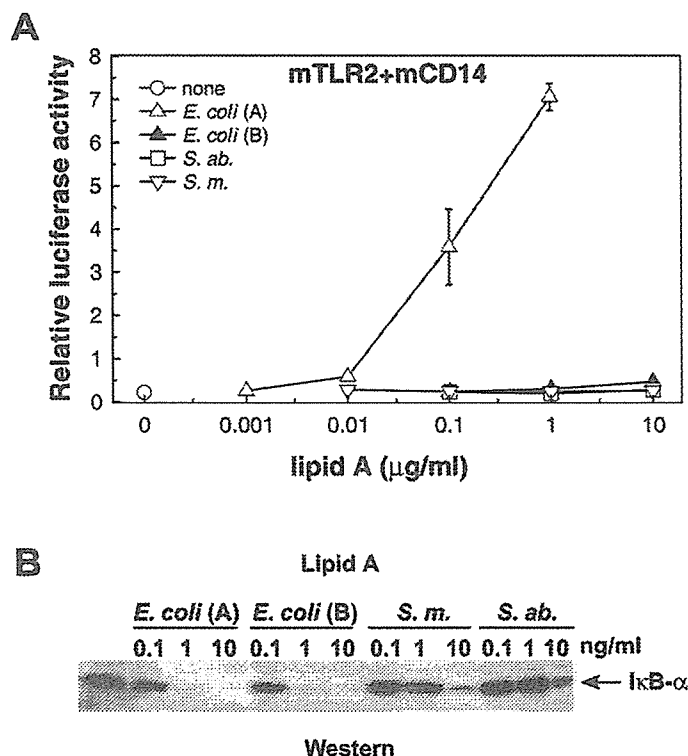 A
mTLR2+mCD14
none
E. coli (A)
E. coli (B)
S. ab.
S. m.
Relative luciferase activity
8
7
6
5
4
3
2
1
0
0 0.001 0.01 0.1 1 10
lipid A (μg/ml)
B
Lipid A
E. coli (A) E. coli (B) S. m. S. ab.
0.1 1 10 0.1 1 10 0.1 1 10 0.1 1 10 ng/ml
IκB-α
Western